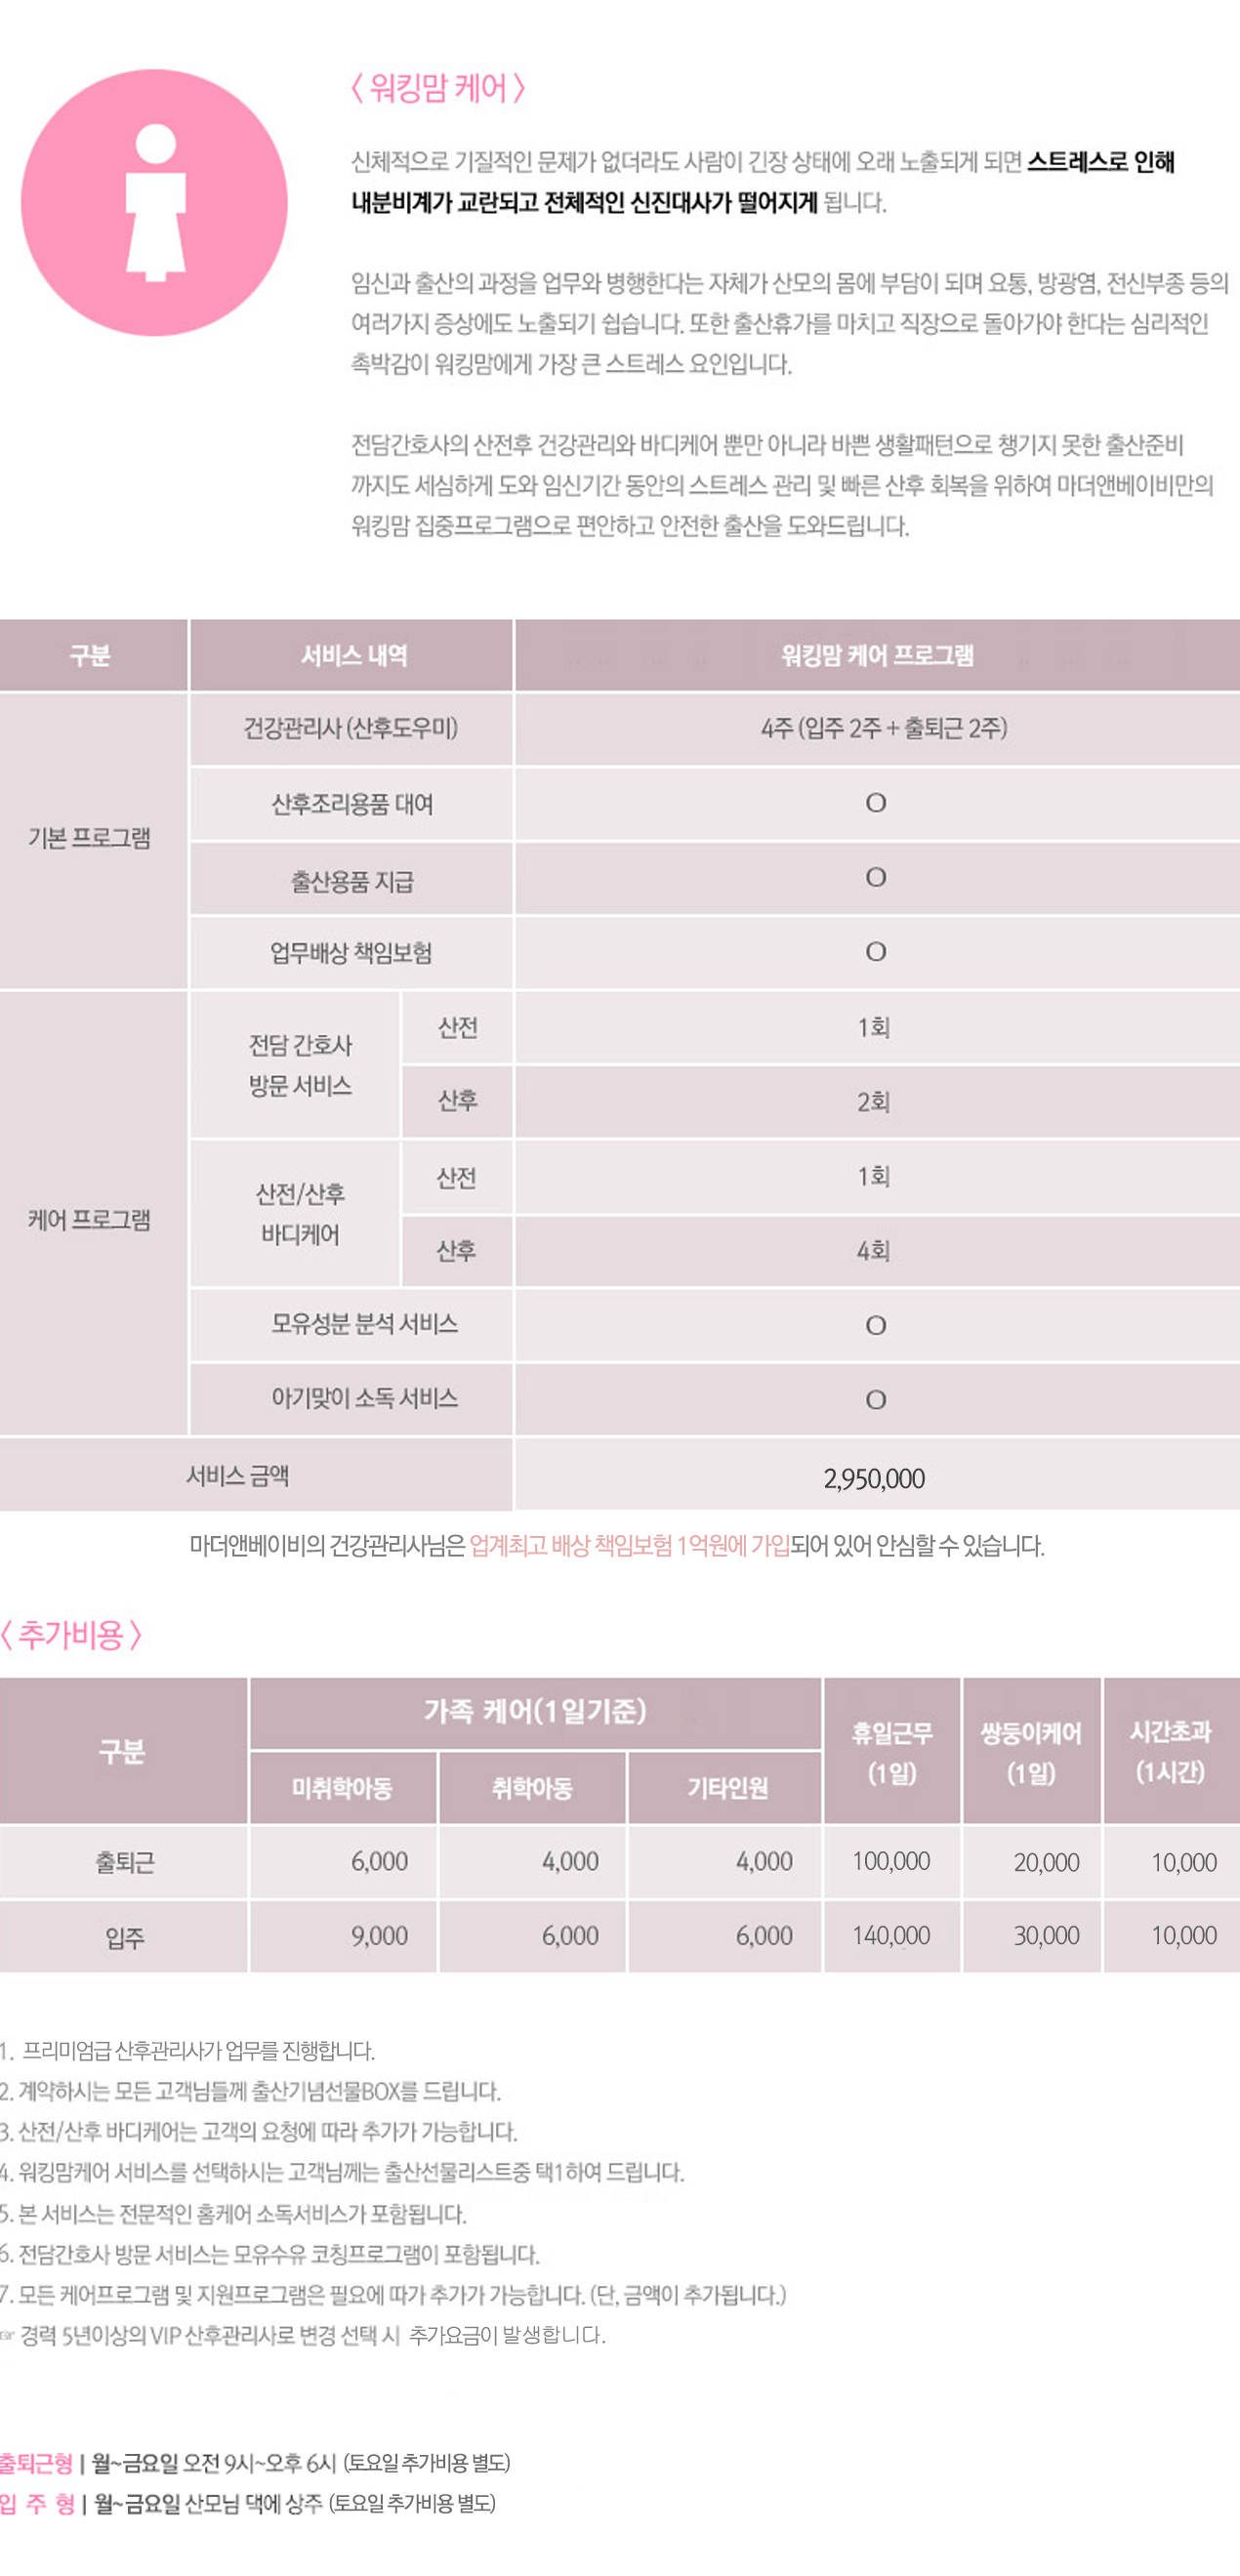 〈 워킹맘 케어 〉
신체적으로 기질적인 문제가 없더라도 사람이 긴장 상태에 오래 노출되게 되면 스트레스로 인해
내분비계가 교란되고 전체적인 신진대사가 떨어지게 됩니다.
임신과 출산의 과정을 업무와 병행한다는 자체가 산모의 몸에 부담이 되며 요통, 방광염, 전신부종 등의
여러가지 증상에도 노출되기 쉽습니다. 또한 출산휴가를 마치고 직장으로 돌아가야 한다는 심리적인
촉박감이 워킹맘에게 가장 큰 스트레스 요인입니다.
전담간호사의 산전후 건강관리와 바디케어 뿐만 아니라 바쁜 생활패턴으로 챙기지 못한 출산준비
까지도 세심하게 도와 임신기간 동안의 스트레스 관리 및 빠른 산후 회복을 위하여 마더앤베이비만의
워킹맘 집중프로그램으로 편안하고 안전한 출산을 도와드립니다.
구분 서비스 내역 워킹맘 케어 프로그램
건강관리사 (산후도우미) 4주 (입주 2주 + 출퇴근 2주)
산후조리용품 대여 O
기본 프로그램
출산용품 지급 O
업무배상 책임보험 O
전담 간호사
방문 서비스
산전 1회
산후 2회
산전/산후
바디케어
산전 1회
케어 프로그램
산후 4회
모유성분 분석 서비스 O
아기맞이 소독 서비스 O
서비스 금액 2,950,000
마더앤베이비의 건강관리사님은 업계최고 배상 책임보험 1억원에 가입되어 있어 안심할 수 있습니다.
〈 추가비용 〉
구분
가족 케어(1일기준)
미취학아동 취학아동 기타인원
휴일근무
(1일)
쌍둥이케어
(1일)
시간초과
(1시간)
출퇴근 6,000 4,000 4,000 100,000 20,000 10,000
입주 9,000 6,000 6,000 140,000 30,000 10,000
1. 프리미엄급 산후관리사가 업무를 진행합니다.
2. 계약하시는 모든 고객님들께 출산기념선물BOX를 드립니다.
3. 산전/산후 바디케어는 고객의 요청에 따라 추가가 가능합니다.
4. 워킹맘케어 서비스를 선택하시는 고객님께는 출산선물리스트중 택1하여 드립니다.
5. 본 서비스는 전문적인 홈케어 소독서비스가 포함됩니다.
6. 전담간호사 방문 서비스는 모유수유 코칭프로그램이 포함됩니다.
7. 모든 케어프로그램 및 지원프로그램은 필요에 따가 추가가 가능합니다. (단, 금액이 추가됩니다.)
☞ 경력 5년이상의 VIP 산후관리사로 변경 선택 시 추가요금이 발생합니다.
출퇴근형 | 월~금요일 오전 9시~오후 6시 (토요일 추가비용 별도)
입 주 형 | 월~금요일 산모님 댁에 상주 (토요일 추가비용 별도)